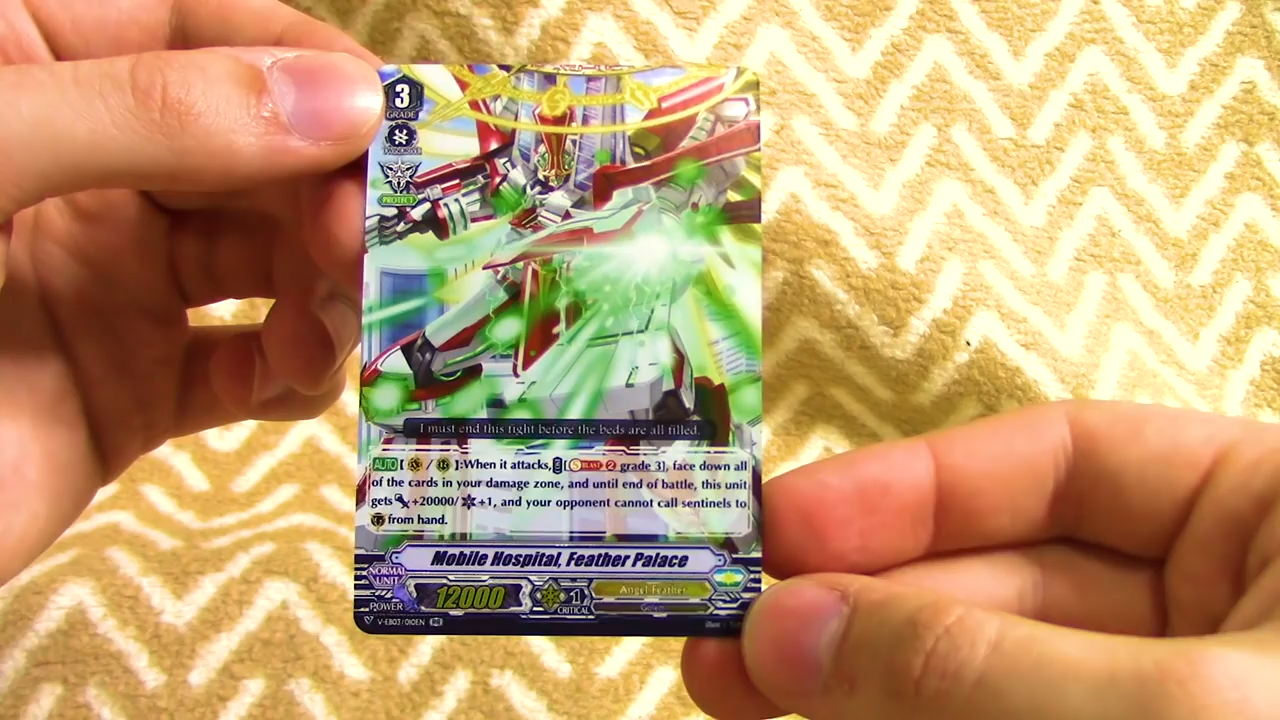 3
GRADE
PROTECT
I must end this fight before the beds are all filled.
AUTO [ / ]:When it attacks, [S BLAST 2 grade 3], face down all
of the cards in your damage zone, and until end of battle, this unit
gets +20000/ +1, and your opponent cannot call sentinels to
from hand.
Mobile Hospital, Feather Palace
NORMAL
UNIT
POWER 12000 1
CRITICAL
Angel Feather
Golem
V-EB03/010EN RR